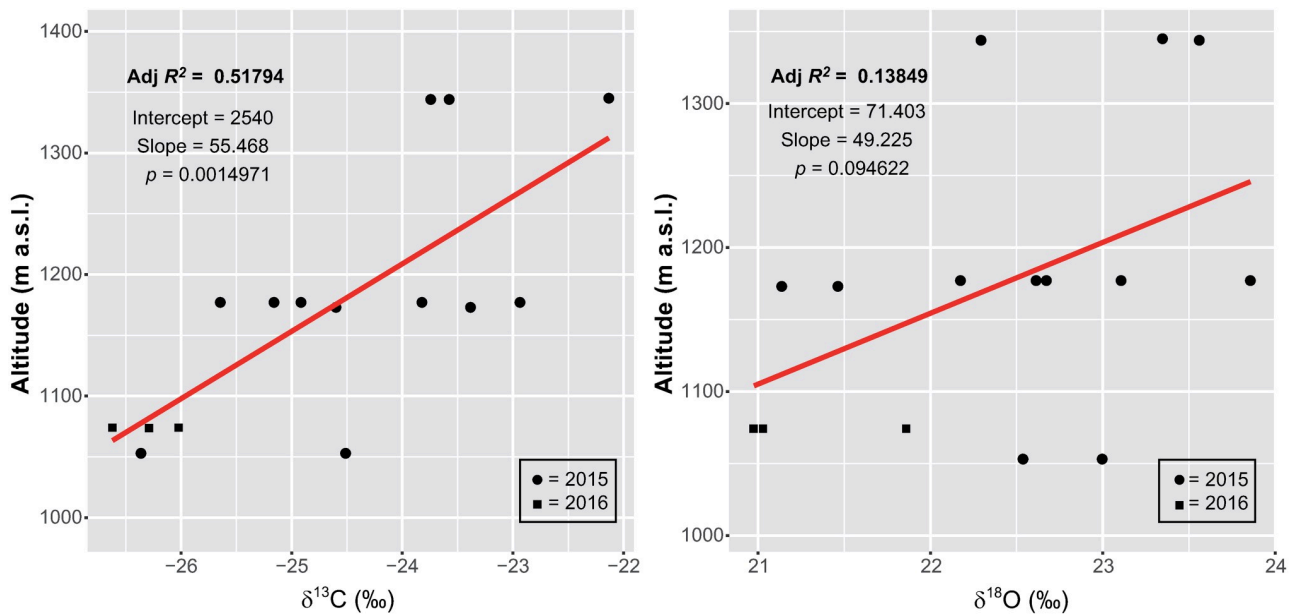 1400
1300
1200
1100
1000
Altitude (m a.s.l.)
Adj R² = 0.51794
Intercept = 2540
Slope = 55.468
p = 0.0014971
= 2015
= 2016
−26
−25
−24
−23
−22
δ¹³C (‰)
1300
1200
1100
1000
Altitude (m a.s.l.)
Adj R² = 0.13849
Intercept = 71.403
Slope = 49.225
p = 0.094622
= 2015
= 2016
21
22
23
24
δ¹⁸O (‰)